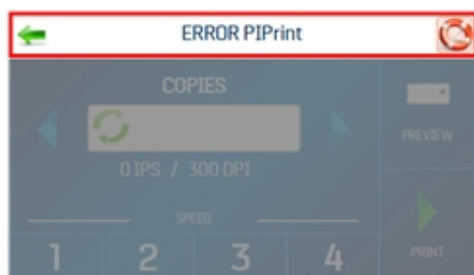 ERROR PIPrint
COPIES
PREVIEW
0 IPS / 300 DPI
SPEED
1 2 3 4
PRINT